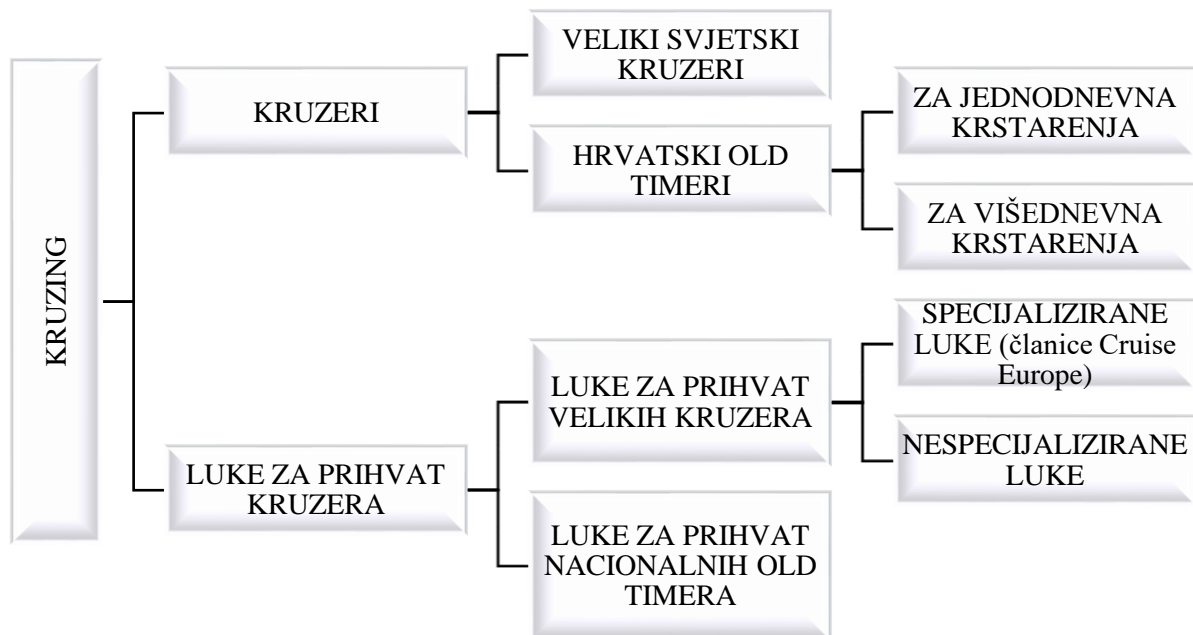 KRUZING
KRUZERI
VELIKI SVJETSKI
KRUZERI
HRVATSKI OLD
TIMERI
ZA JEDNODNEVNA
KRSTARENJA
ZA VIŠEDNEVNA
KRSTARENJA
LUKE ZA PRIHVAT
KRUZERA
LUKE ZA PRIHVAT
VELIKIH KRUZERA
SPECIJALIZIRANE
LUKE (članice Cruise
Europe)
NESPECIJALIZIRANE
LUKE
LUKE ZA PRIHVAT
NACIONALNIH OLD
TIMERA